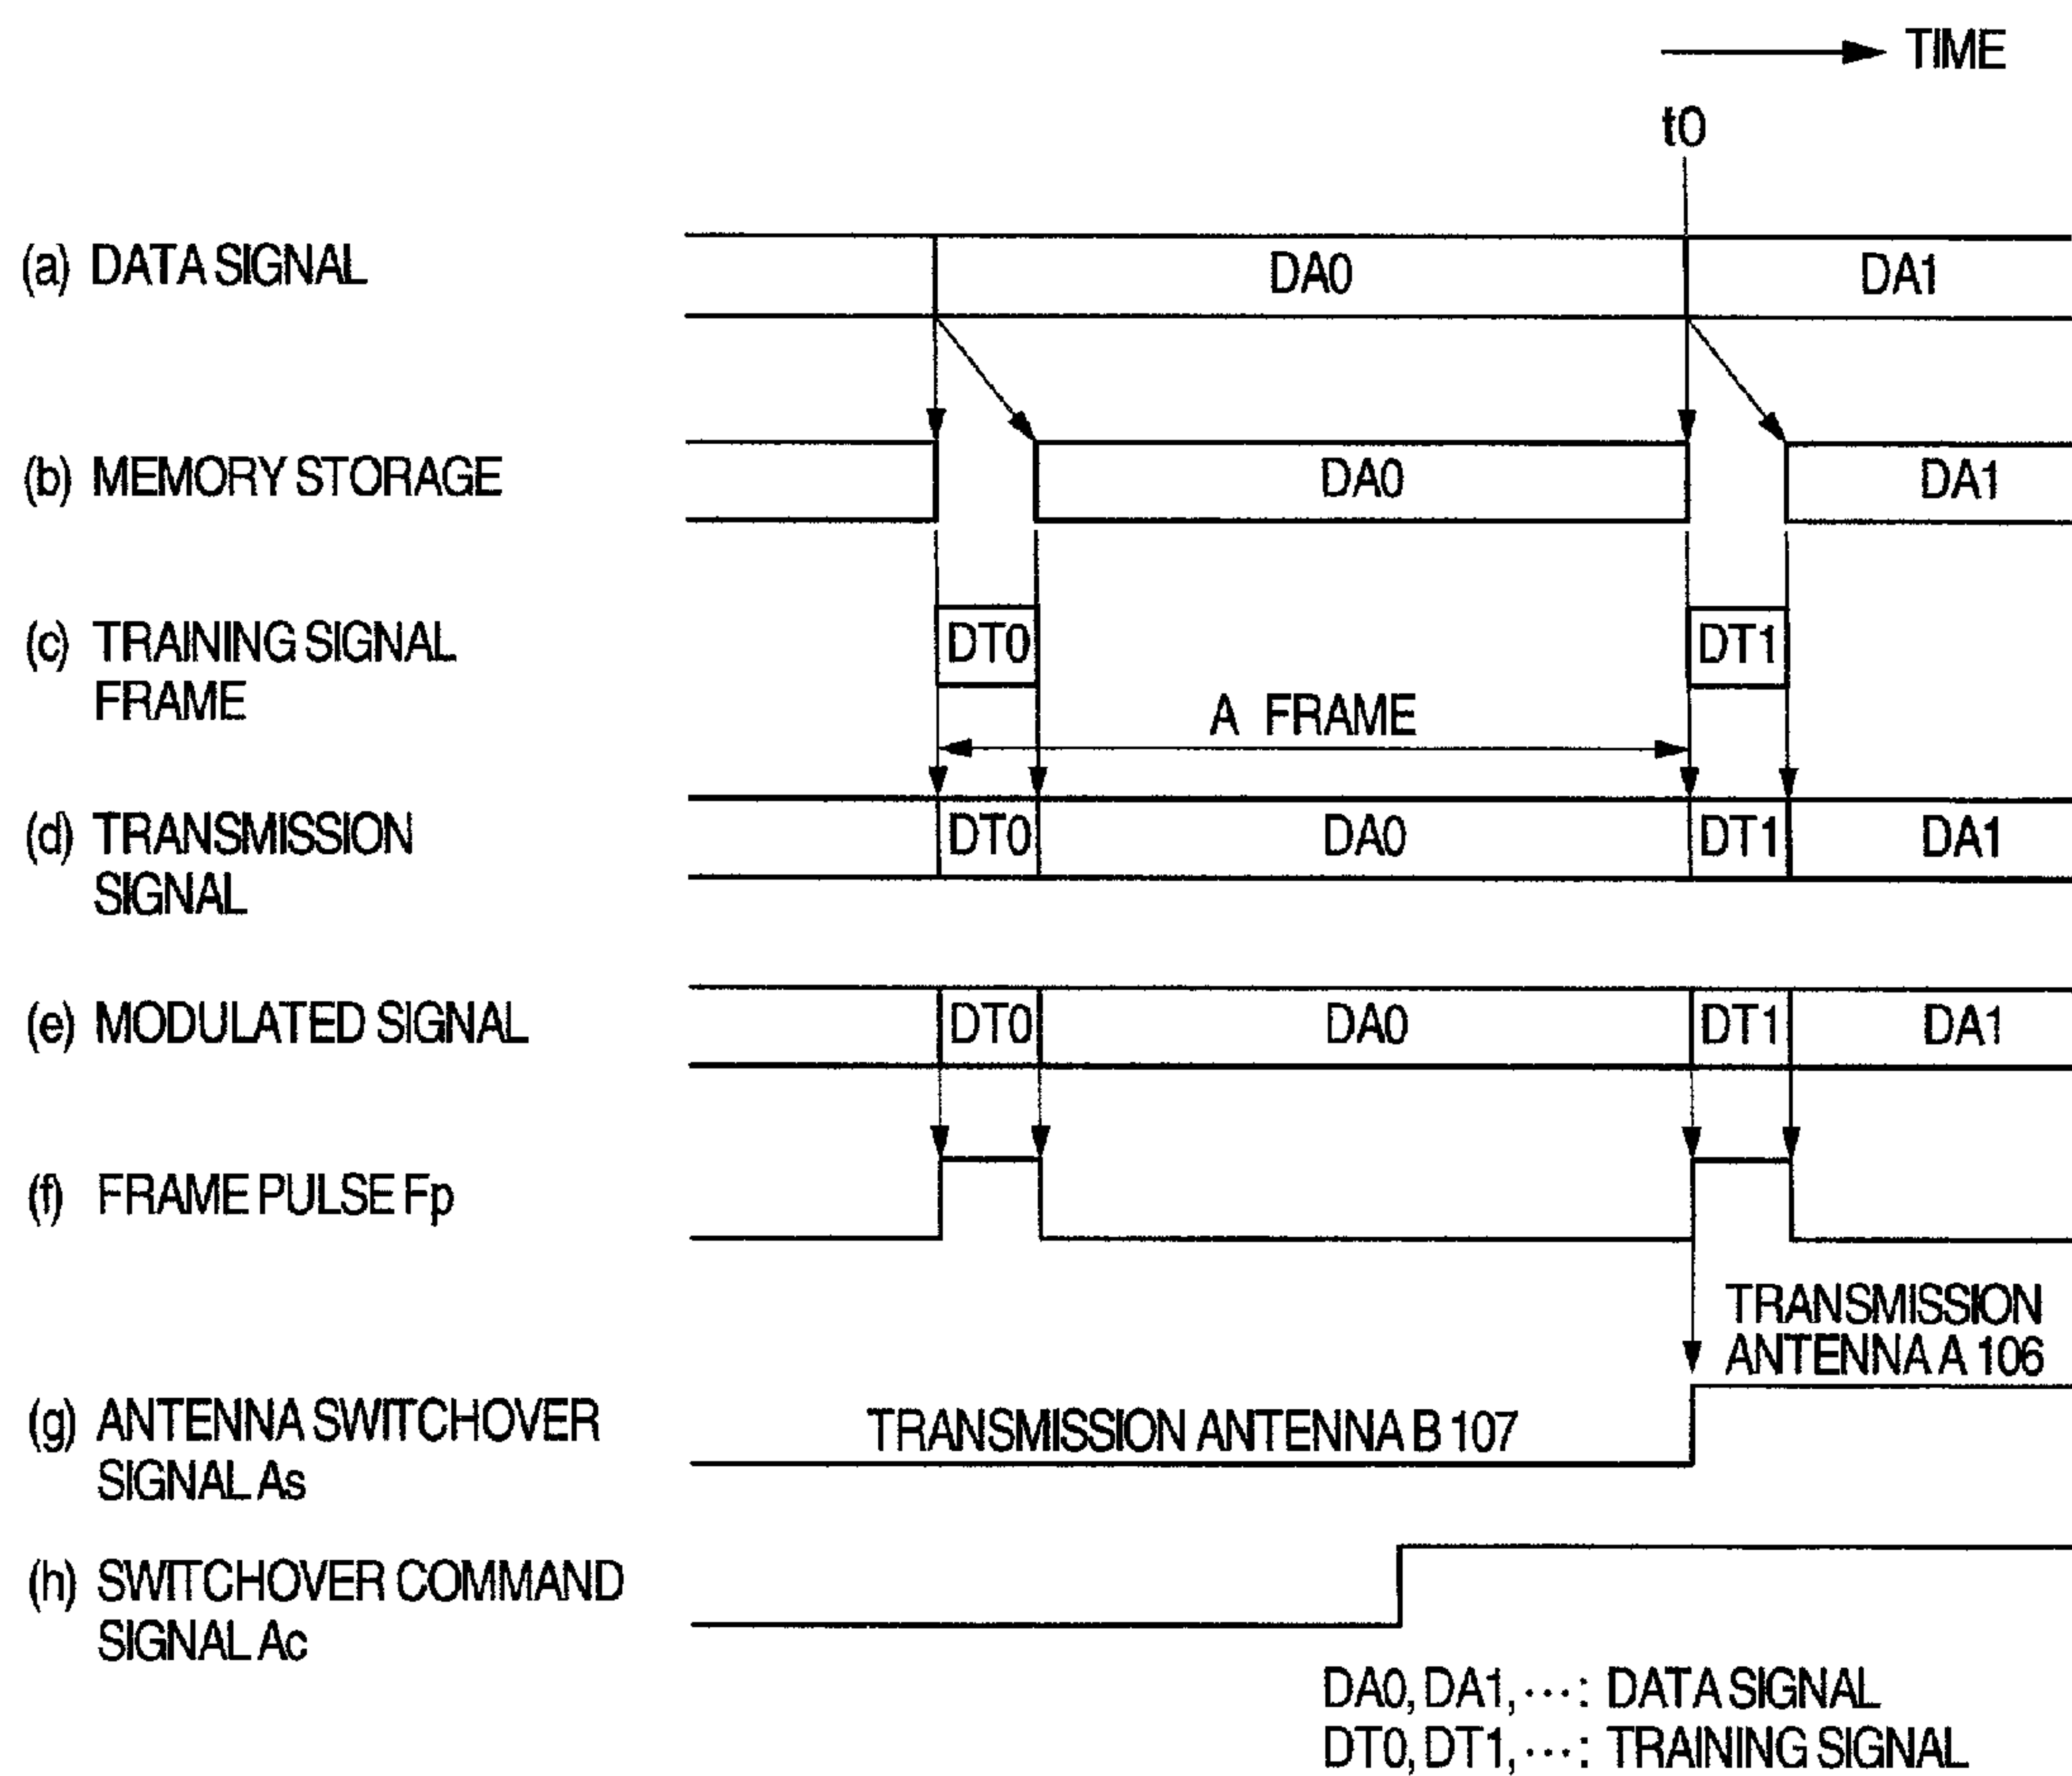 TIME
t0
(a) DATA SIGNAL
DA0
DA1
(b) MEMORY STORAGE
DA0
DA1
(c) TRAINING SIGNAL
FRAME
DT0
DT1
A FRAME
(d) TRANSMISSION
SIGNAL
DT0
DA0
DT1
DA1
(e) MODULATED SIGNAL
DT0
DA0
DT1
DA1
(f) FRAME PULSE Fp
TRANSMISSION
ANTENNA A 106
(g) ANTENNA SWITCHOVER
SIGNAL As
TRANSMISSION ANTENNA B 107
(h) SWITCHOVER COMMAND
SIGNAL Ac
DA0, DA1, ···: DATA SIGNAL
DT0, DT1, ···: TRAINING SIGNAL